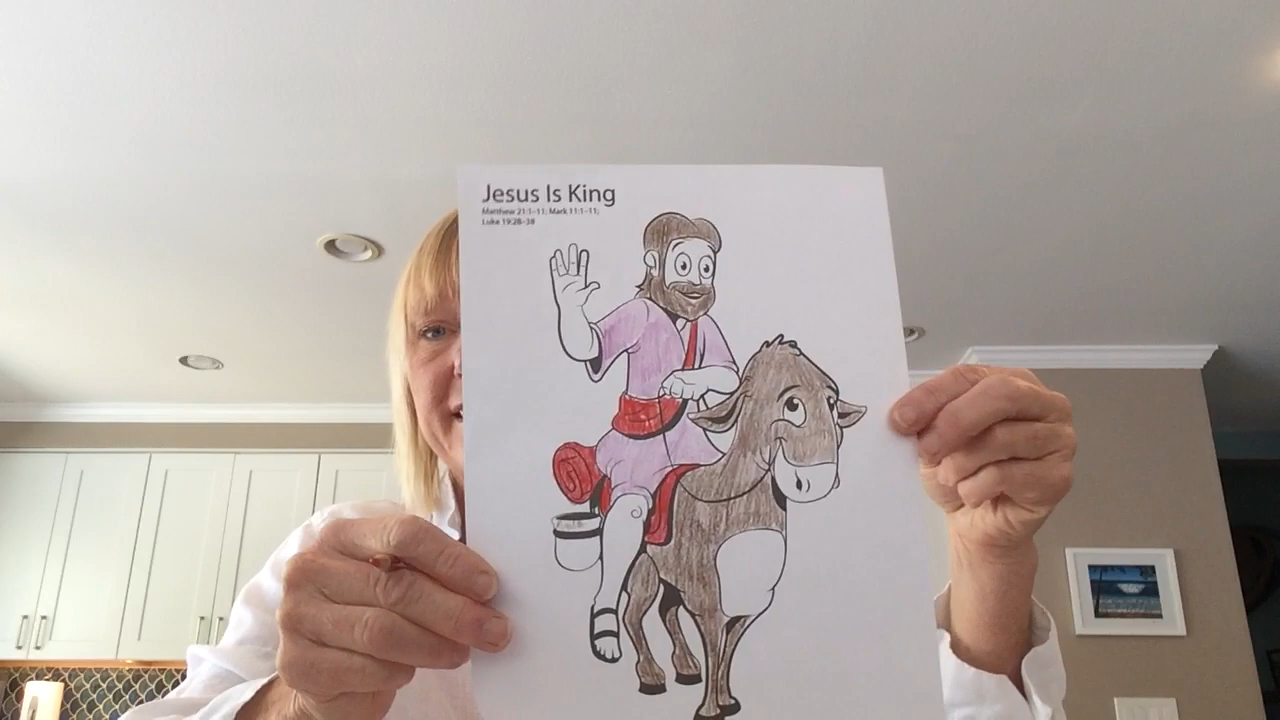 Jesus Is King
Matthew 21:1–11; Mark 11:1–11;
Luke 19:28–38